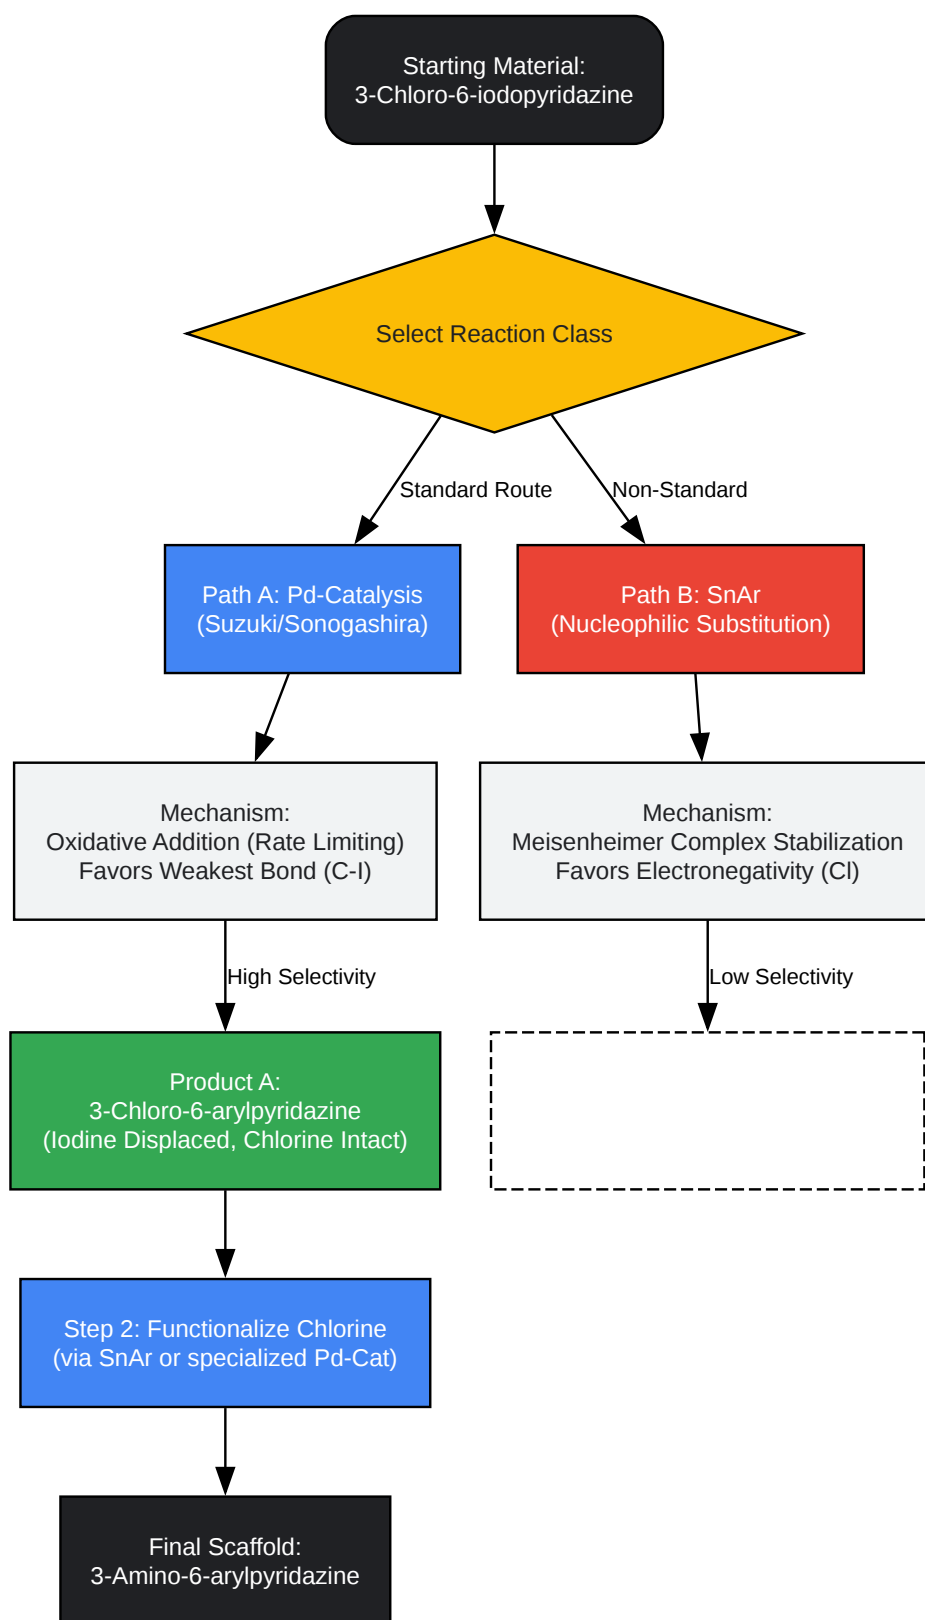 Starting Material:
3-Chloro-6-iodopyridazine
Select Reaction Class
Standard Route
Non-Standard
Path A: Pd-Catalysis
(Suzuki/Sonogashira)
Path B: SnAr
(Nucleophilic Substitution)
Mechanism:
Oxidative Addition (Rate Limiting)
Favors Weakest Bond (C-I)
Mechanism:
Meisenheimer Complex Stabilization
Favors Electronegativity (Cl)
High Selectivity
Low Selectivity
Product A:
3-Chloro-6-arylpyridazine
(Iodine Displaced, Chlorine Intact)
Step 2: Functionalize Chlorine
(via SnAr or specialized Pd-Cat)
Final Scaffold:
3-Amino-6-arylpyridazine